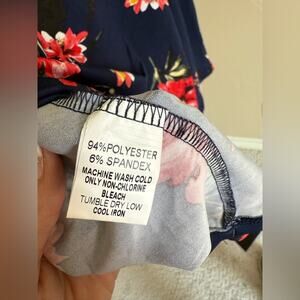 94% POLYESTER
6% SPANDEX
MACHINE WASH COLD
ONLY NON-CHLORINE
BLEACH
TUMBLE DRY LOW
COOL IRON